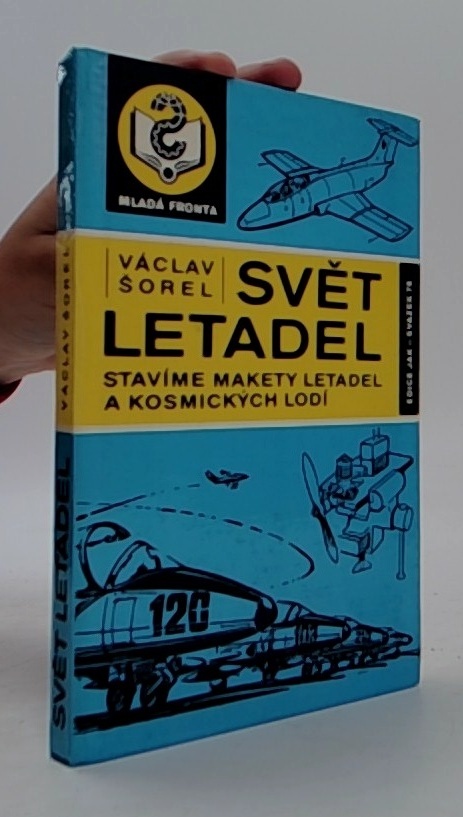 MLADÁ FRONTA
VÁCLAV
ŠOREL
SVĚT
LETADEL
STAVÍME MAKETY LETADEL
A KOSMICKÝCH LODÍ
EDICE JAK – SVAZEK 75
120
VÁCLAV ŠOREL
SVĚT LETADEL